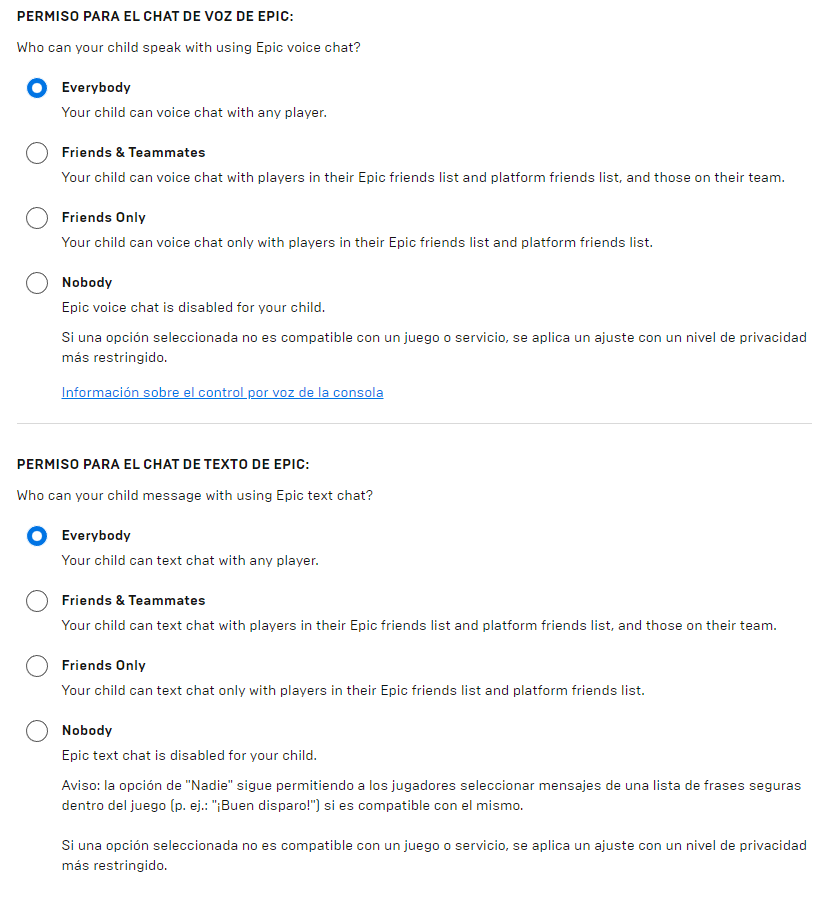 PERMISO PARA EL CHAT DE VOZ DE EPIC:
Who can your child speak with using Epic voice chat?
Everybody
Your child can voice chat with any player.
Friends & Teammates
Your child can voice chat with players in their Epic friends list and platform friends list, and those on their team.
Friends Only
Your child can voice chat only with players in their Epic friends list and platform friends list.
Nobody
Epic voice chat is disabled for your child.
Si una opción seleccionada no es compatible con un juego o servicio, se aplica un ajuste con un nivel de privacidad
más restringido.
Información sobre el control por voz de la consola
PERMISO PARA EL CHAT DE TEXTO DE EPIC:
Who can your child message with using Epic text chat?
Everybody
Your child can text chat with any player.
Friends & Teammates
Your child can text chat with players in their Epic friends list and platform friends list, and those on their team.
Friends Only
Your child can text chat only with players in their Epic friends list and platform friends list.
Nobody
Epic text chat is disabled for your child.
Aviso: la opción de "Nadie" sigue permitiendo a los jugadores seleccionar mensajes de una lista de frases seguras
dentro del juego (p. ej.: "¡Buen disparo!") si es compatible con el mismo.
Si una opción seleccionada no es compatible con un juego o servicio, se aplica un ajuste con un nivel de privacidad
más restringido.